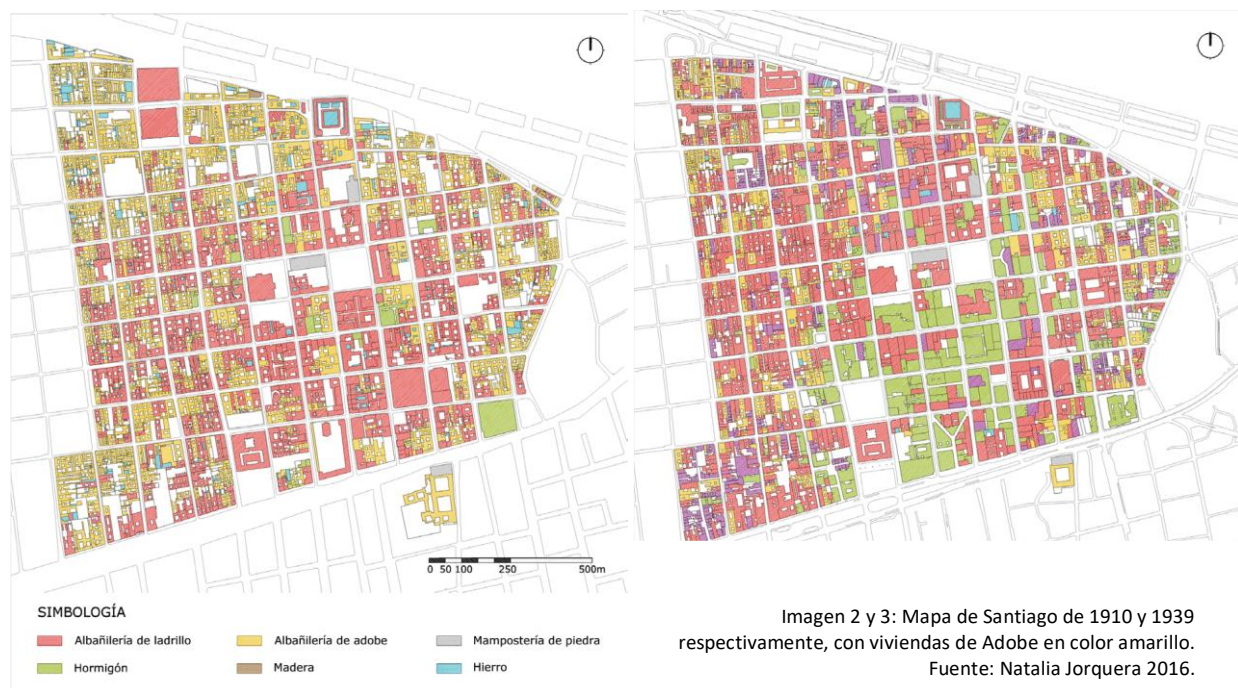 0 50 100 250 500m
SIMBOLOGÍA
Albañilería de ladrillo
Albañilería de adobe
Mampostería de piedra
Hormigón
Madera
Hierro
Imagen 2 y 3: Mapa de Santiago de 1910 y 1939
respectivamente, con viviendas de Adobe en color amarillo.
Fuente: Natalia Jorquera 2016.